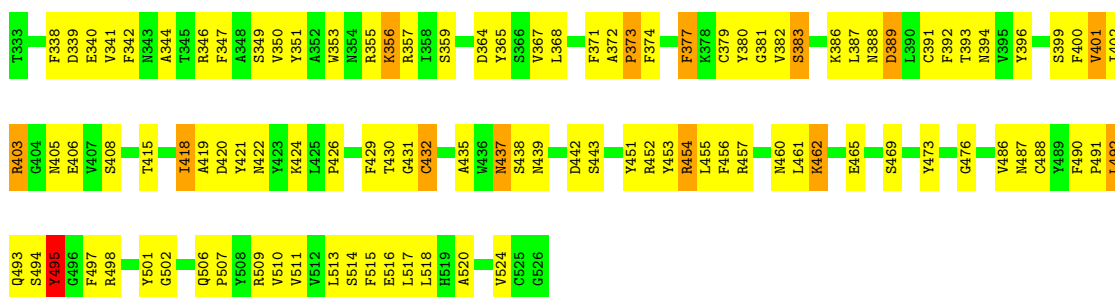 T333 F338 D339 E340 V341 F342 N343 A344 T345 R346 F347 A348 S349 V350 Y351 A352 W353 N354 R355 K356 R357 I358 S359 D364 Y365 S366 V367 L368 F371 A372 P373 F374 F377 K378 C379 Y380 G381 V382 S383 K386 L387 N388 D389 L390 C391 F392 T393 N394 V395 Y396 S399 F400 V401
R403 G404 N405 E406 V407 S408 T415 I418 A419 D420 Y421 N422 Y423 K424 L425 P426 F429 T430 G431 C432 A435 W436 N437 S438 N439 D442 S443 Y451 R452 Y453 R454 L455 F456 R457 N460 L461 K462 E465 S469 Y473 G476 V486 N487 C488 Y489 F490 P491
Q493 S494 Y495 G496 F497 R498 Y501 G502 Q506 P507 Y508 R509 V510 V511 V512 L513 S514 F515 E516 L517 L518 H519 A520 V524 C525 G526